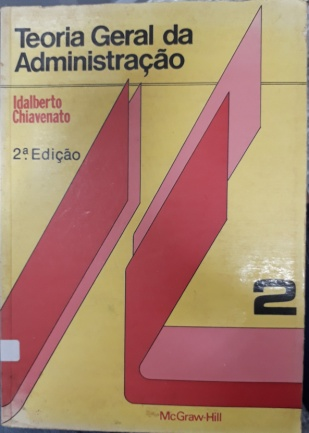 Teoria Geral da
Administração
Idalberto
Chiavenato
2ª Edição
2
McGraw-Hill